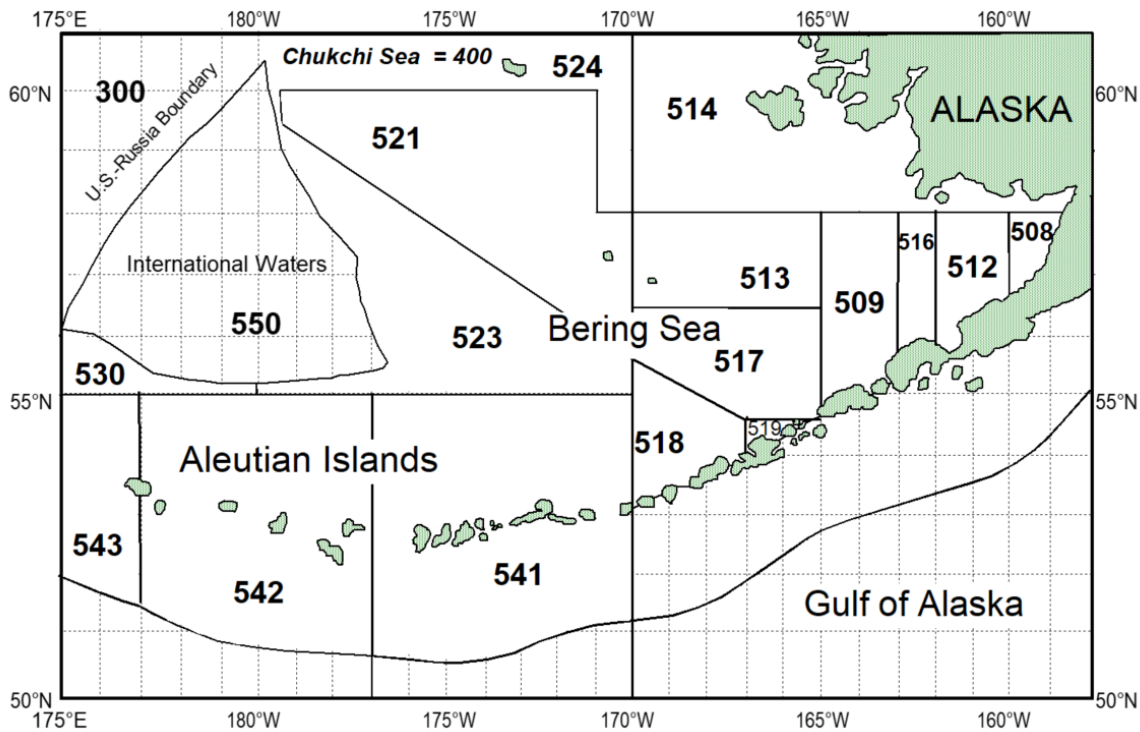 175°E 180°W 175°W 170°W 165°W 160°W
Chukchi Sea = 400
524
300
60°N
60°N
514
ALASKA
521
U.S.-Russia Boundary
516
508
International Waters
513
512
509
550
Bering Sea
523
517
530
55°N
55°N
519
518
Aleutian Islands
543
542
541
Gulf of Alaska
50°N
50°N
175°E 180°W 175°W 170°W 165°W 160°W